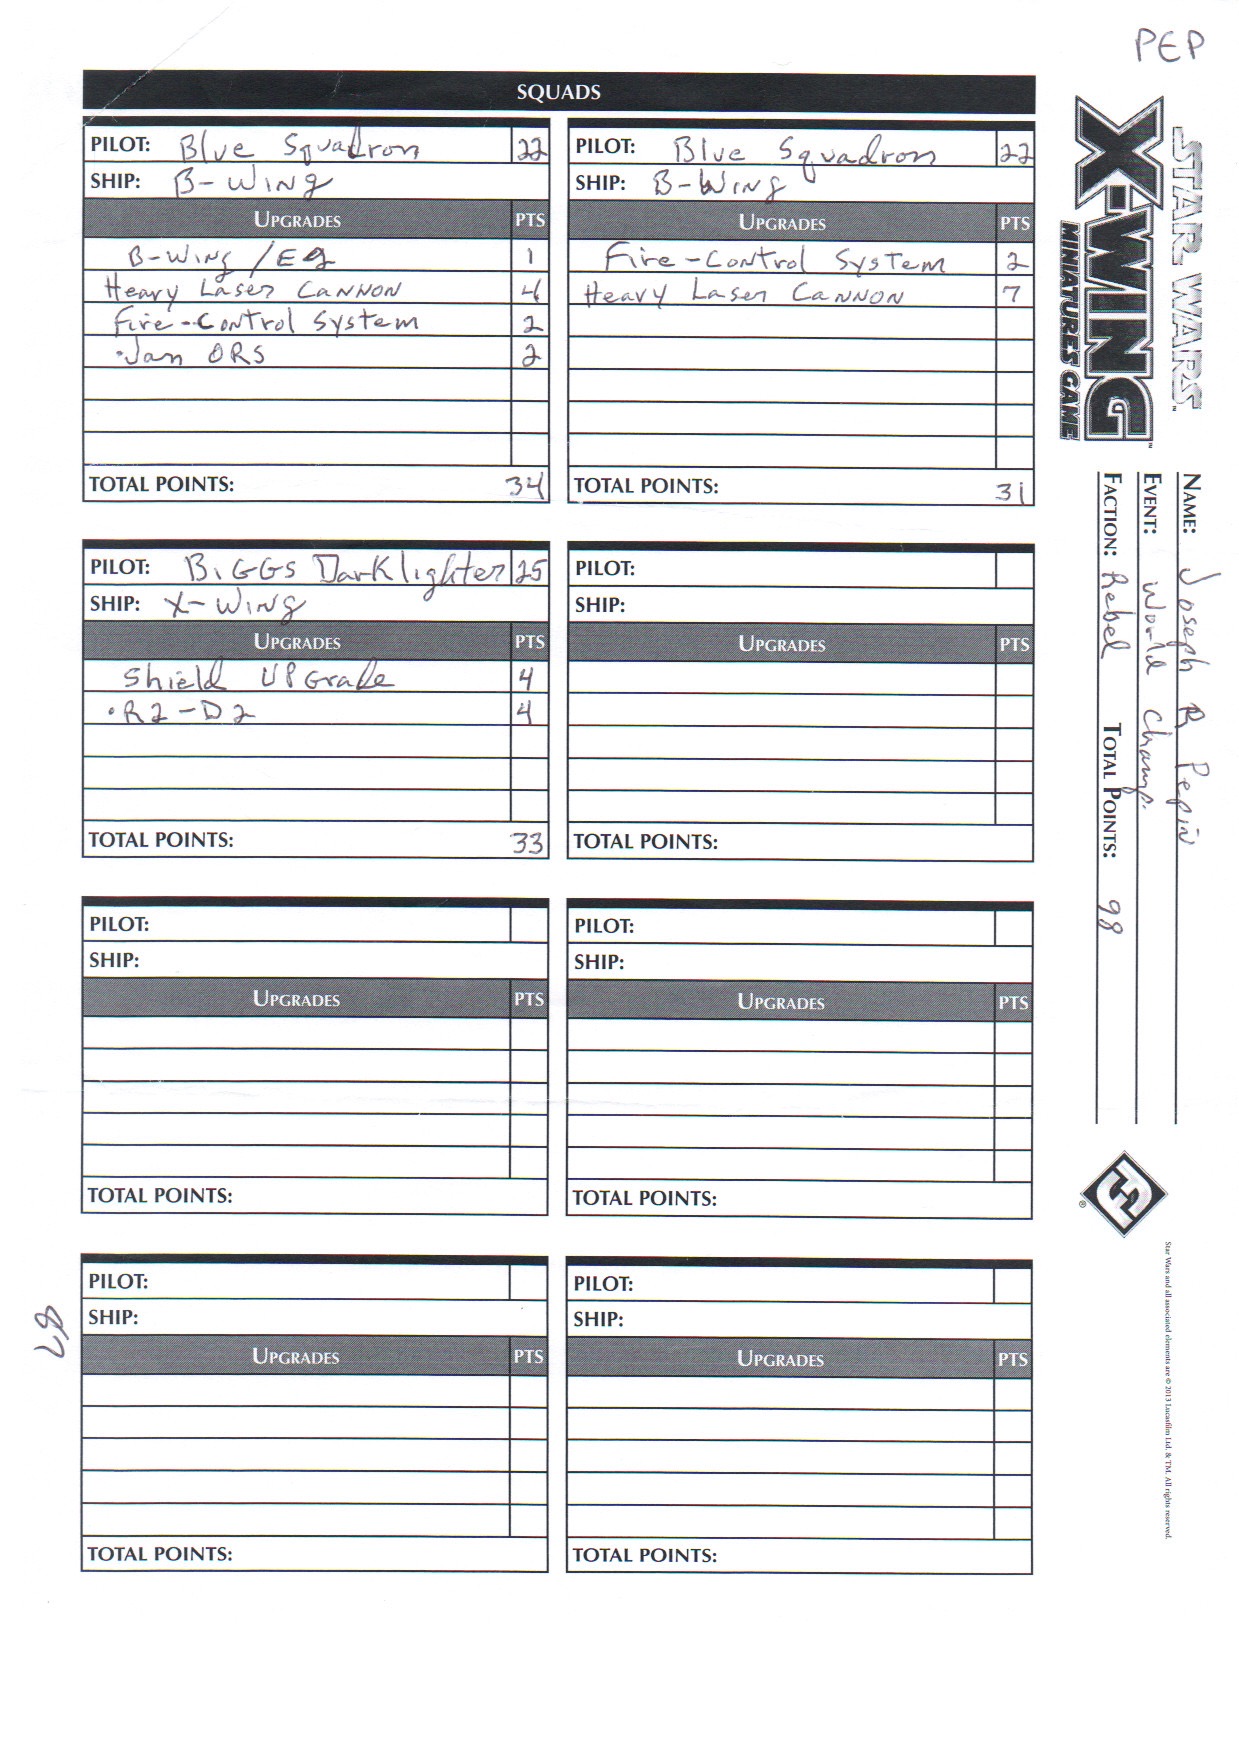 PEP
SQUADS
PILOT: Blue Squadron 22
SHIP: B-Wing
UPGRADES PTS
B-Wing/E2 1
Heavy Laser Cannon 4
Fire-Control System 2
•Jan ORS 2
TOTAL POINTS: 34
PILOT: Blue Squadron 22
SHIP: B-Wing
UPGRADES PTS
Fire-Control System 2
Heavy Laser Cannon 7
TOTAL POINTS: 31
PILOT: BIGGS Darklighter 25
SHIP: X-Wing
UPGRADES PTS
Shield UPGrade 4
•R2-D2 4
TOTAL POINTS: 33
PILOT:
SHIP:
UPGRADES PTS
TOTAL POINTS:
PILOT:
SHIP:
UPGRADES PTS
TOTAL POINTS:
PILOT:
SHIP:
UPGRADES PTS
TOTAL POINTS:
PILOT:
SHIP:
UPGRADES PTS
TOTAL POINTS:
PILOT:
SHIP:
UPGRADES PTS
TOTAL POINTS:
87
STAR WARS™
X-WING™
MINIATURES GAME
NAME: Joseph R Pepin
EVENT: World Champ.
FACTION: Rebel TOTAL POINTS: 98
®
Star Wars and all associated elements are © 2013 Lucasfilm Ltd. & TM. All rights reserved.